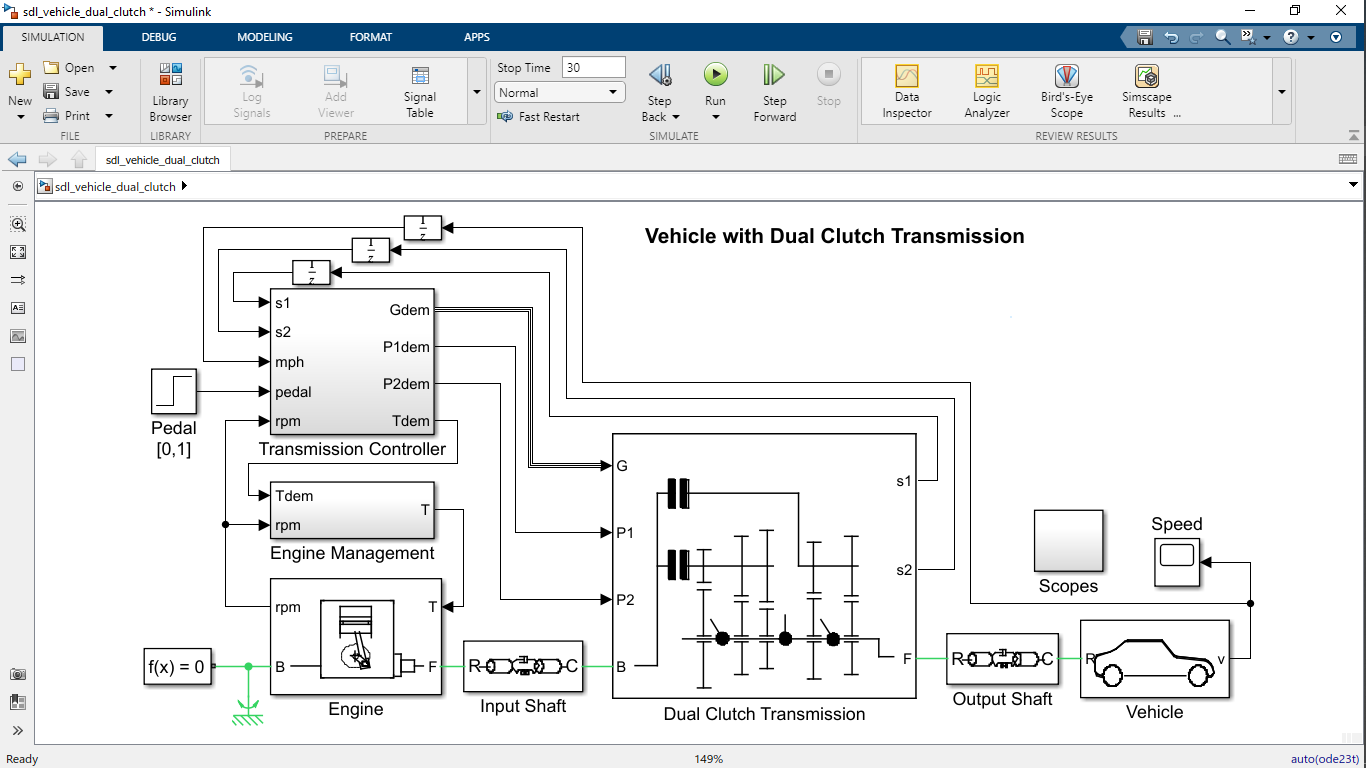 sdl_vehicle_dual_clutch * - Simulink
SIMULATION DEBUG MODELING FORMAT APPS
New
Open
Save
Print
FILE
Library
Browser
LIBRARY
Log
Signals
Add
Viewer
Signal
Table
PREPARE
Stop Time 30
Normal
Fast Restart
Step
Back
Run
Step
Forward
Stop
SIMULATE
Data
Inspector
Logic
Analyzer
Bird's-Eye
Scope
Simscape
Results ...
REVIEW RESULTS
sdl_vehicle_dual_clutch
sdl_vehicle_dual_clutch
Vehicle with Dual Clutch Transmission
1
z
1
z
1
z
s1
s2
mph
pedal
rpm
Gdem
P1dem
P2dem
Tdem
Transmission Controller
Pedal
[0,1]
Tdem
rpm
T
Engine Management
rpm
T
B
F
Engine
f(x) = 0
R
C
Input Shaft
G
P1
P2
B
s1
s2
F
Dual Clutch Transmission
R
C
Output Shaft
Scopes
Speed
R
v
Vehicle
Ready
149%
auto(ode23t)